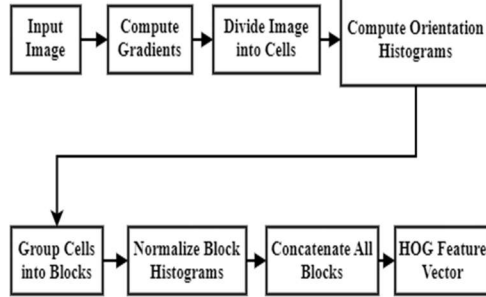 Input
Image
Compute
Gradients
Divide Image
into Cells
Compute Orientation
Histograms
Group Cells
into Blocks
Normalize Block
Histograms
Concatenate All
Blocks
HOG Feature
Vector